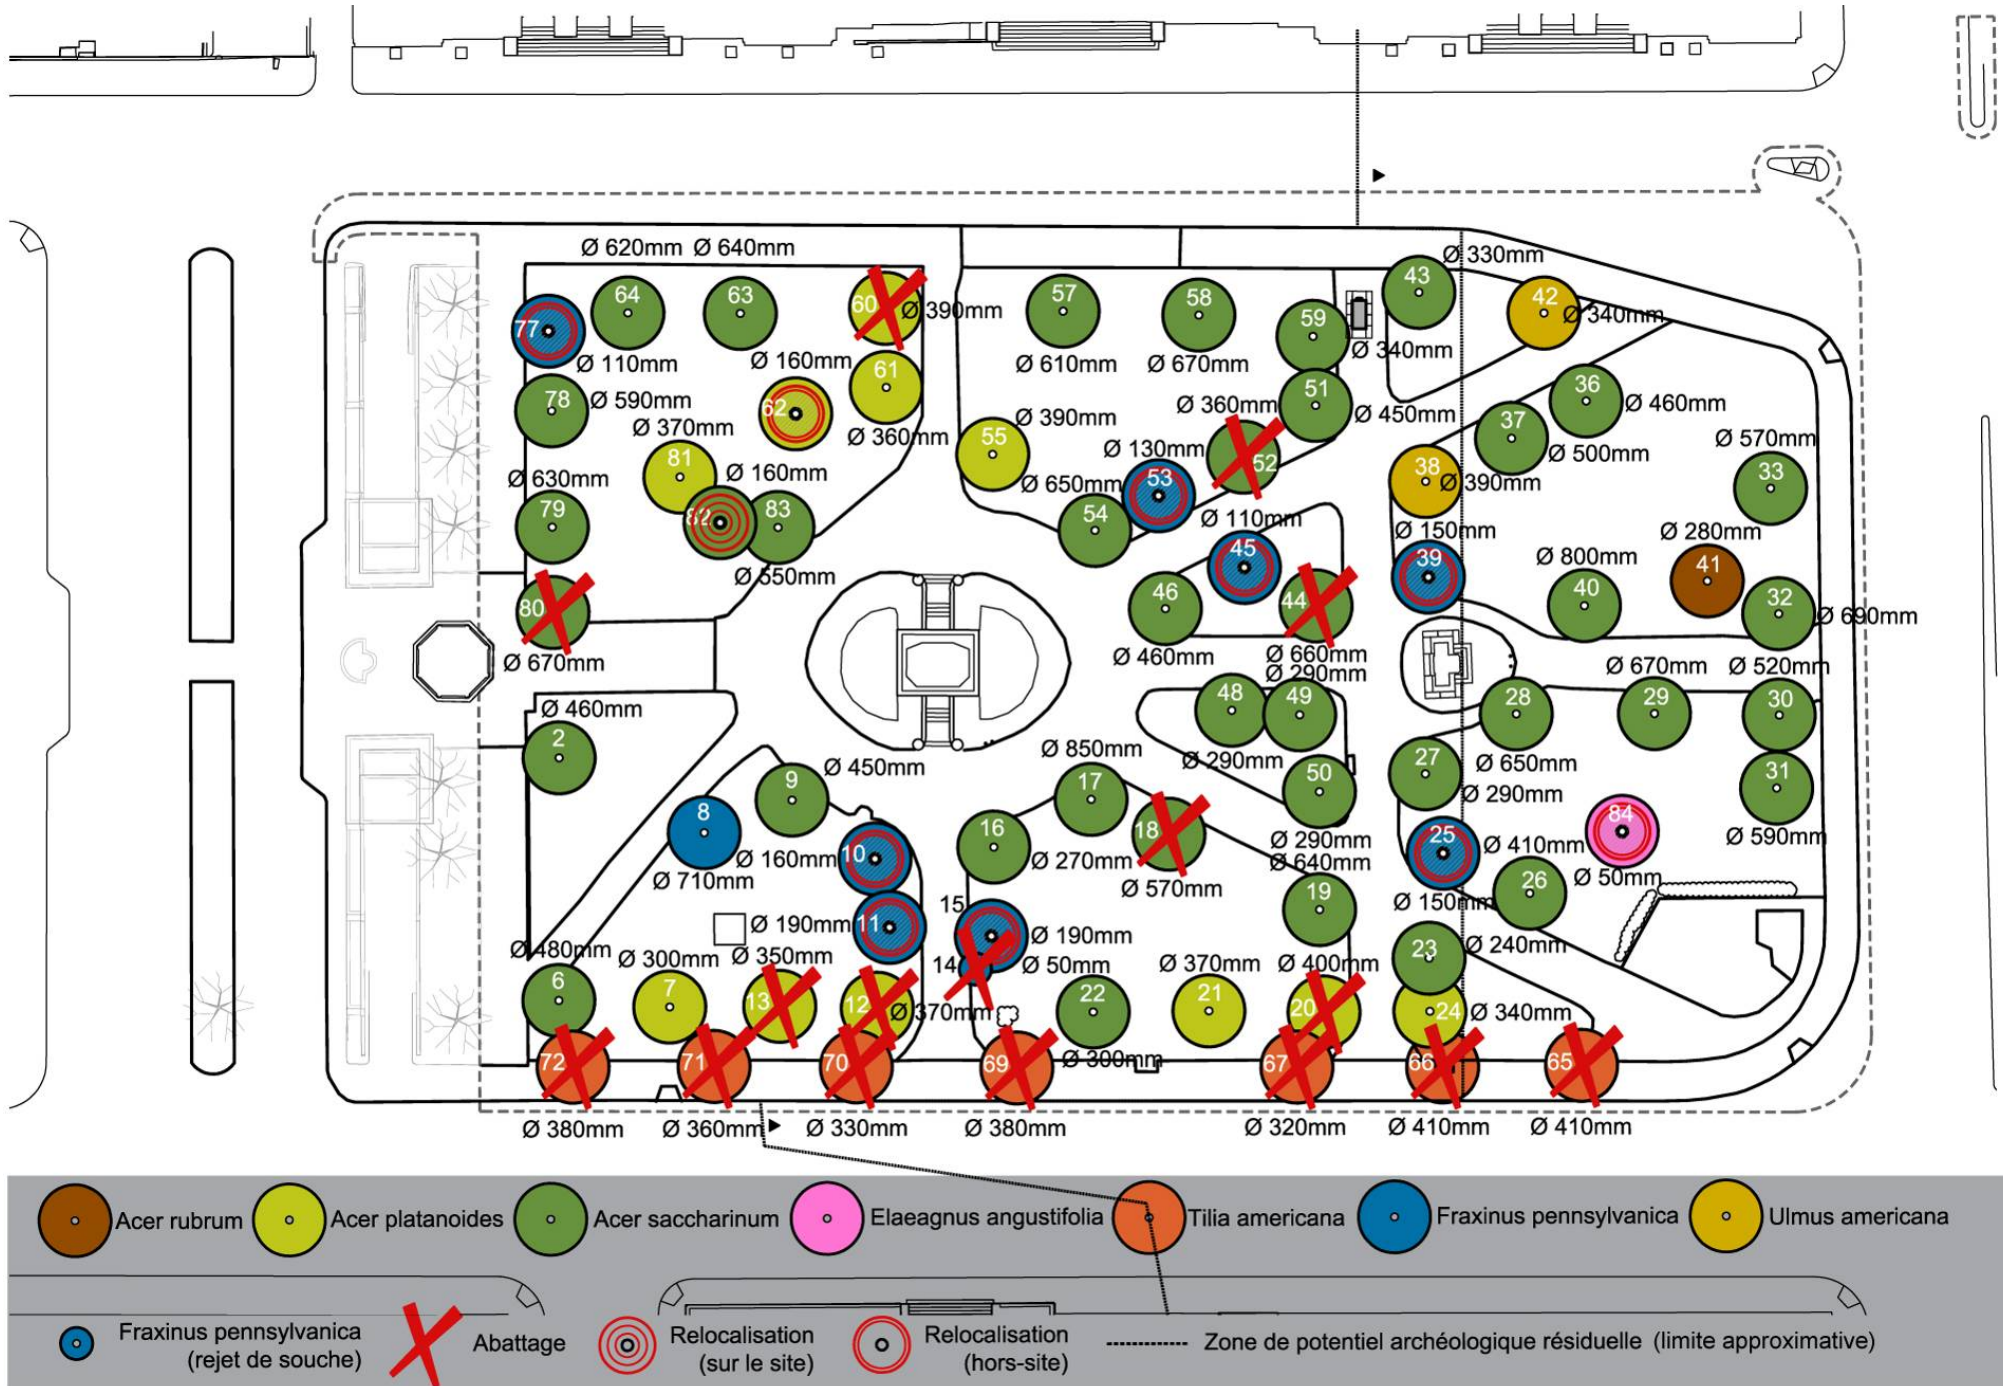 Ø 620mm Ø 640mm
Ø 330mm
43
64
63
60
Ø 390mm
57
58
59
42
Ø 340mm
77
Ø 110mm
Ø 160mm
61
Ø 610mm
Ø 670mm
Ø 340mm
78
Ø 590mm
62
Ø 360mm
51
Ø 360mm
Ø 450mm
36
Ø 460mm
Ø 370mm
Ø 390mm
37
Ø 500mm
Ø 570mm
81
55
Ø 130mm
52
38
Ø 390mm
33
Ø 630mm
Ø 160mm
Ø 650mm
53
79
82
83
54
Ø 110mm
Ø 150mm
Ø 280mm
Ø 550mm
45
39
Ø 800mm
41
80
46
44
40
32
Ø 690mm
Ø 670mm
Ø 460mm
Ø 660mm
Ø 290mm
Ø 670mm
Ø 520mm
Ø 460mm
48
49
28
29
30
2
Ø 450mm
Ø 850mm
Ø 290mm
27
Ø 650mm
9
17
50
Ø 290mm
31
8
16
18
84
Ø 590mm
Ø 160mm
10
Ø 270mm
Ø 290mm
25
Ø 410mm
Ø 710mm
Ø 570mm
Ø 640mm
Ø 50mm
15
19
26
Ø 150mm
Ø 190mm
11
Ø 190mm
Ø 480mm
Ø 300mm
Ø 350mm
14
Ø 50mm
Ø 370mm
Ø 400mm
23
Ø 240mm
6
7
13
12
Ø 370mm
22
21
20
24
Ø 340mm
72
71
70
69
Ø 300mm
67
66
65
Ø 380mm
Ø 360mm
Ø 330mm
Ø 380mm
Ø 320mm
Ø 410mm
Ø 410mm
Acer rubrum
Acer platanoides
Acer saccharinum
Elaeagnus angustifolia
Tilia americana
Fraxinus pennsylvanica
Ulmus americana
Fraxinus pennsylvanica
(rejet de souche)
Abattage
Relocalisation
(sur le site)
Relocalisation
(hors-site)
Zone de potentiel archéologique résiduelle (limite approximative)